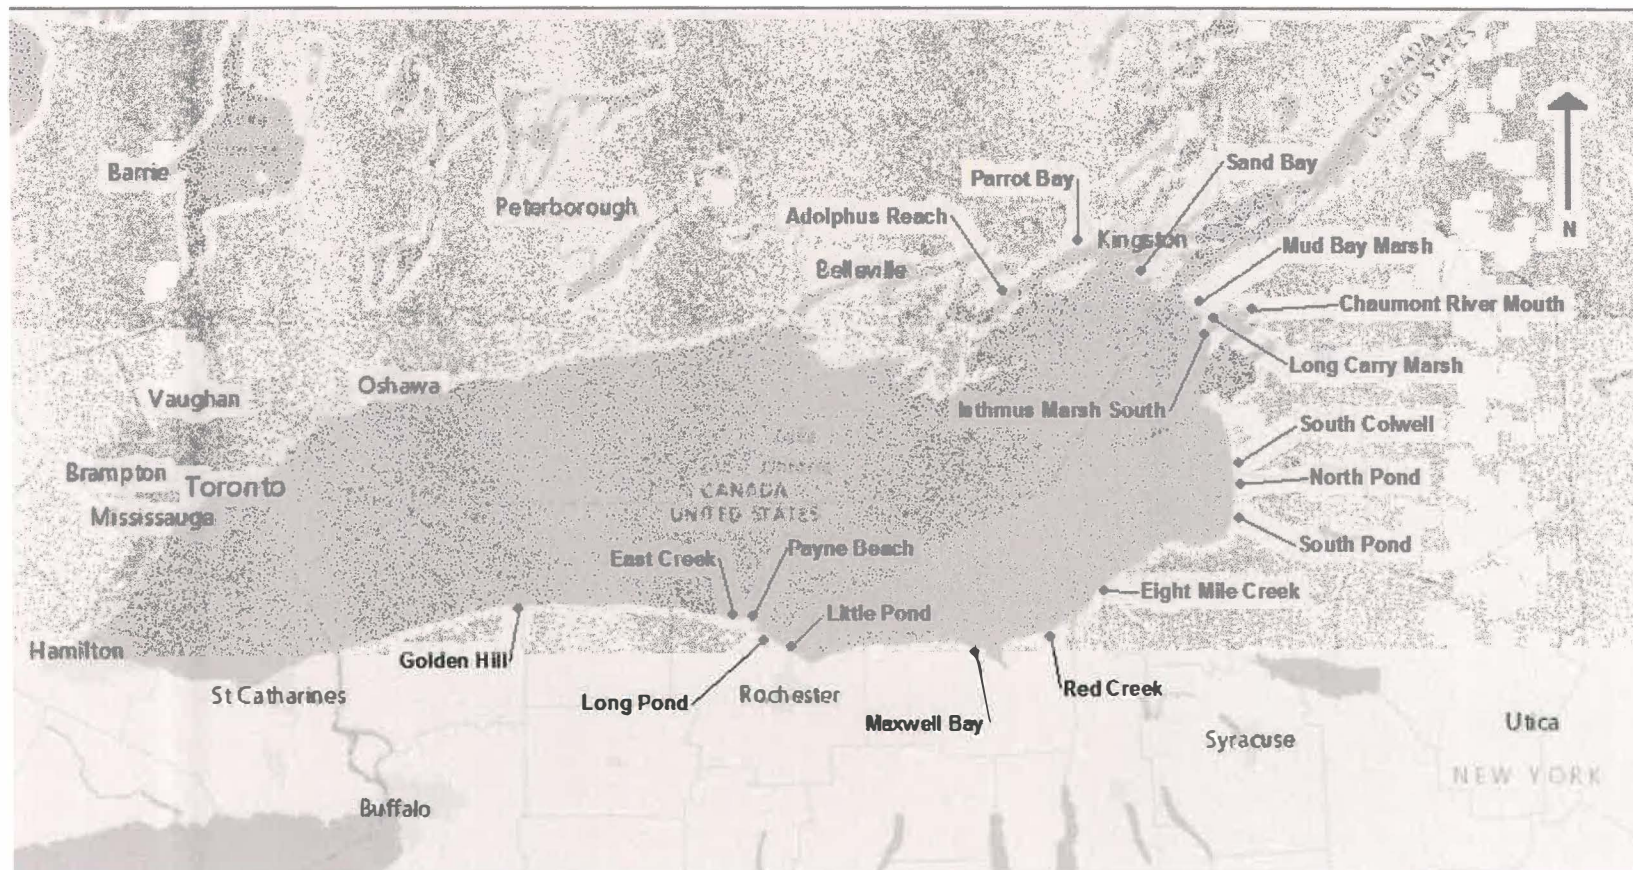 CANADA
UNITED STATES
Barrie
Sand Bay
Parrot Bay
Peterborough
Adolphus Reach
N
Kingston
Mud Bay Marsh
Belleville
Chaumont River Mouth
Long Carry Marsh
Oshawa
Vaughan
Isthmus Marsh South
South Colwell
Brampton
Toronto
North Pond
CANADA
UNITED STATES
Mississauga
South Pond
Payne Beach
East Creek
Eight Mile Creek
Little Pond
Hamilton
Golden Hill
St Catharines
Long Pond
Rochester
Red Creek
Maxwell Bay
Utica
Syracuse
NEW YORK
Buffalo